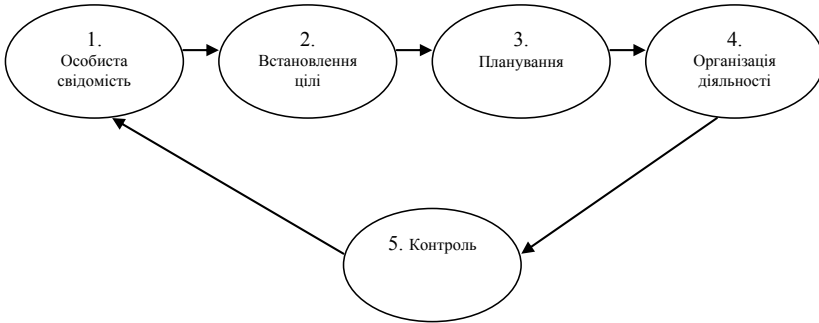 1.
Особиста
свідомість
2.
Встановлення
цілі
3.
Планування
4.
Організація
діяльності
5. Контроль